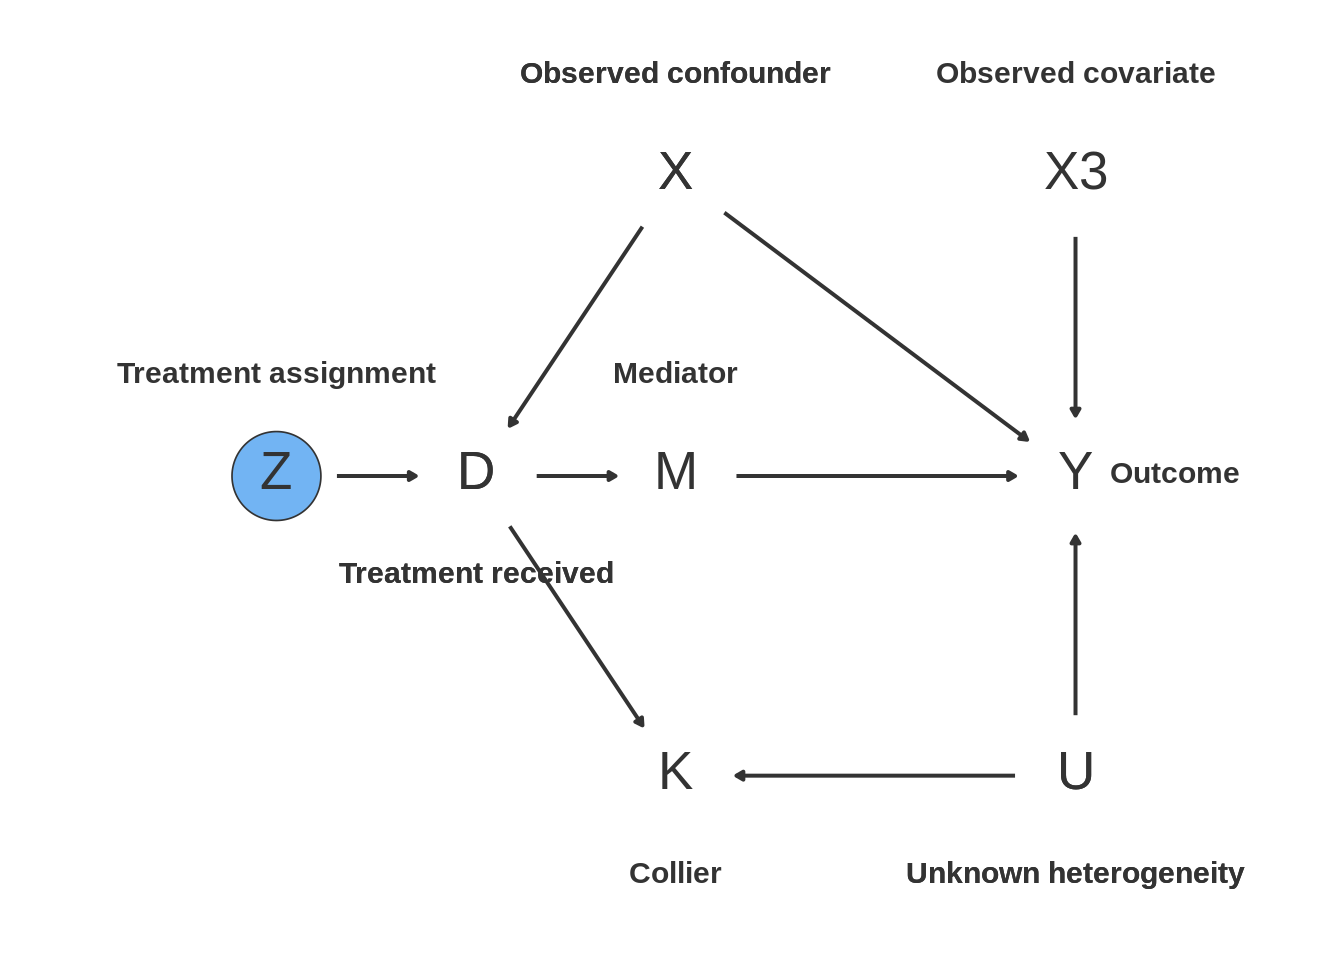 Observed confounder
Observed covariate
X
X3
Treatment assignment
Mediator
Z
D
M
Y
Outcome
Treatment received
K
U
Collier
Unknown heterogeneity